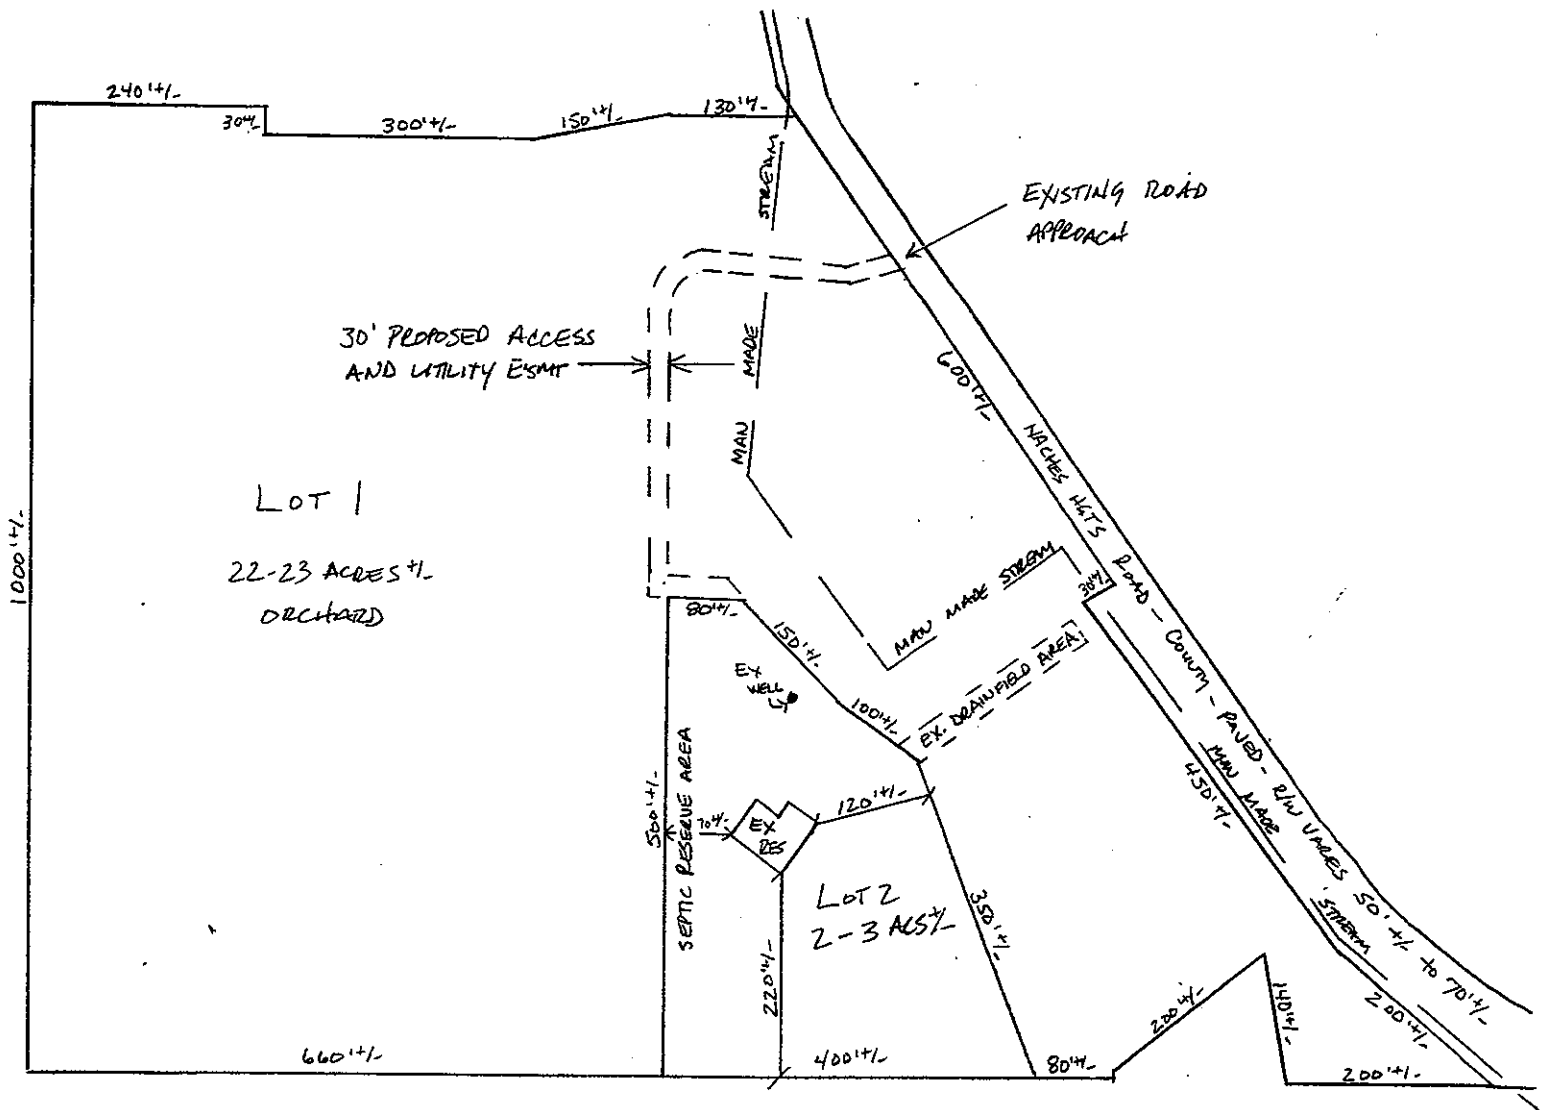 240'+/-
30'+/-
300'+/-
150'+/-
130'+/-
STREAM
EXISTING ROAD
APPROACH
30' PROPOSED ACCESS
AND UTILITY ESMT
MADE
MAN
600'+/-
NACHES HGTS ROAD - COUNTY - PAVED - R/W VARIES 50'+/- to 70'+/-
LOT 1
22-23 ACRES +/-
ORCHARD
1000'+/-
80'+/-
150'+/-
MAN MADE STREAM
30'+/-
EX
WELL
100'+/-
EX. DRAINFIELD AREA
500'+/-
SEPTIC RESERVE AREA
70'+/-
EX
RES
120'+/-
450'+/-
MAN MADE
STREAM
LOT 2
2-3 ACS +/-
350'+/-
220'+/-
200'+/-
140'+/-
200'+/-
660'+/-
400'+/-
80'+/-
200'+/-